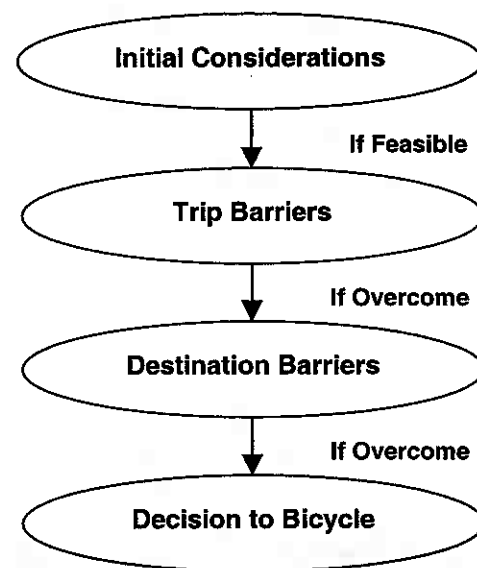 Initial Considerations
If Feasible
Trip Barriers
If Overcome
Destination Barriers
If Overcome
Decision to Bicycle